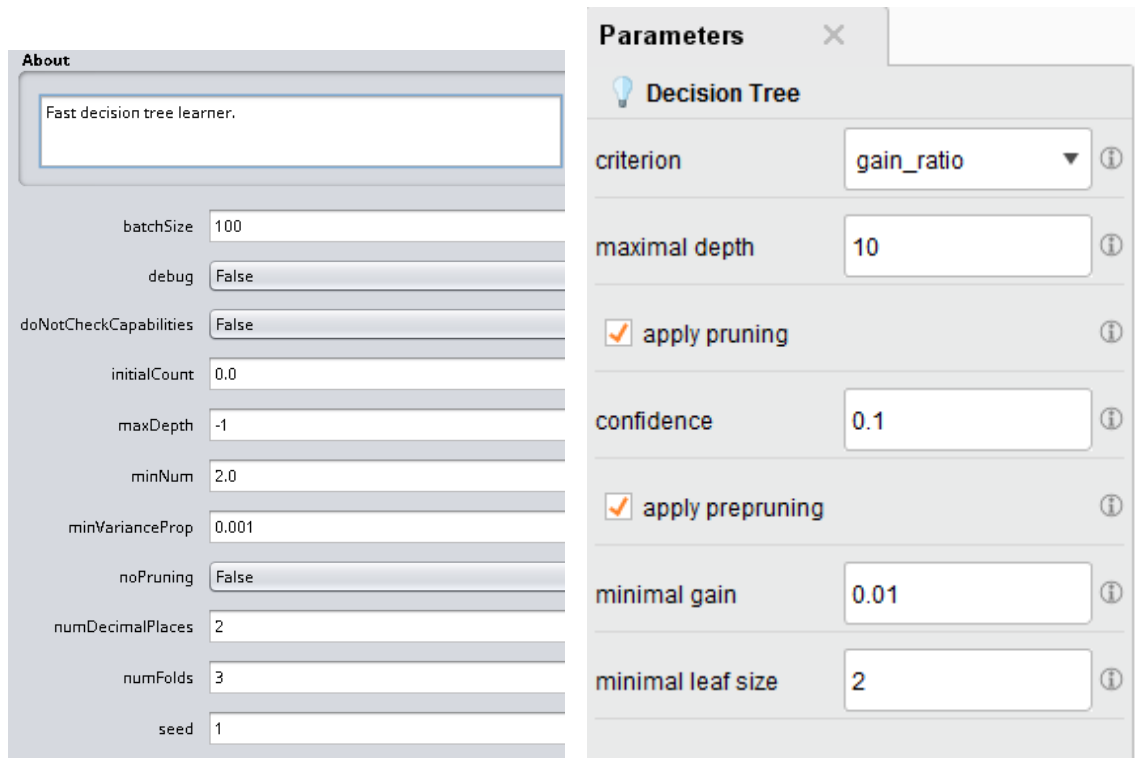 About
Fast decision tree learner.
batchSize 100
debug False
doNotCheckCapabilities False
initialCount 0.0
maxDepth -1
minNum 2.0
minVarianceProp 0.001
noPruning False
numDecimalPlaces 2
numFolds 3
seed 1
Parameters
Decision Tree
criterion gain_ratio
maximal depth 10
apply pruning
confidence 0.1
apply prepruning
minimal gain 0.01
minimal leaf size 2